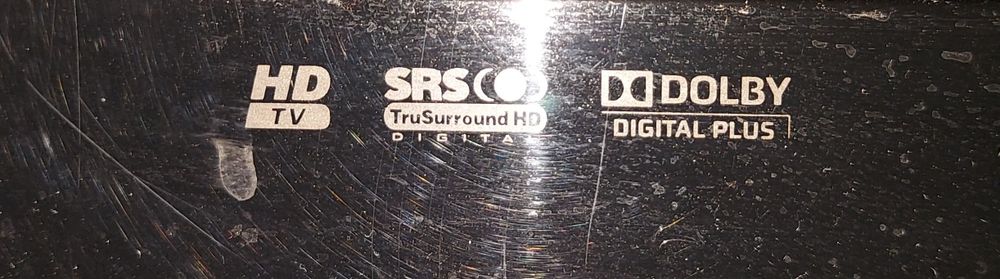 HD
TV
SRS
TruSurround HD
DIGITAL
DOLBY
DIGITAL PLUS